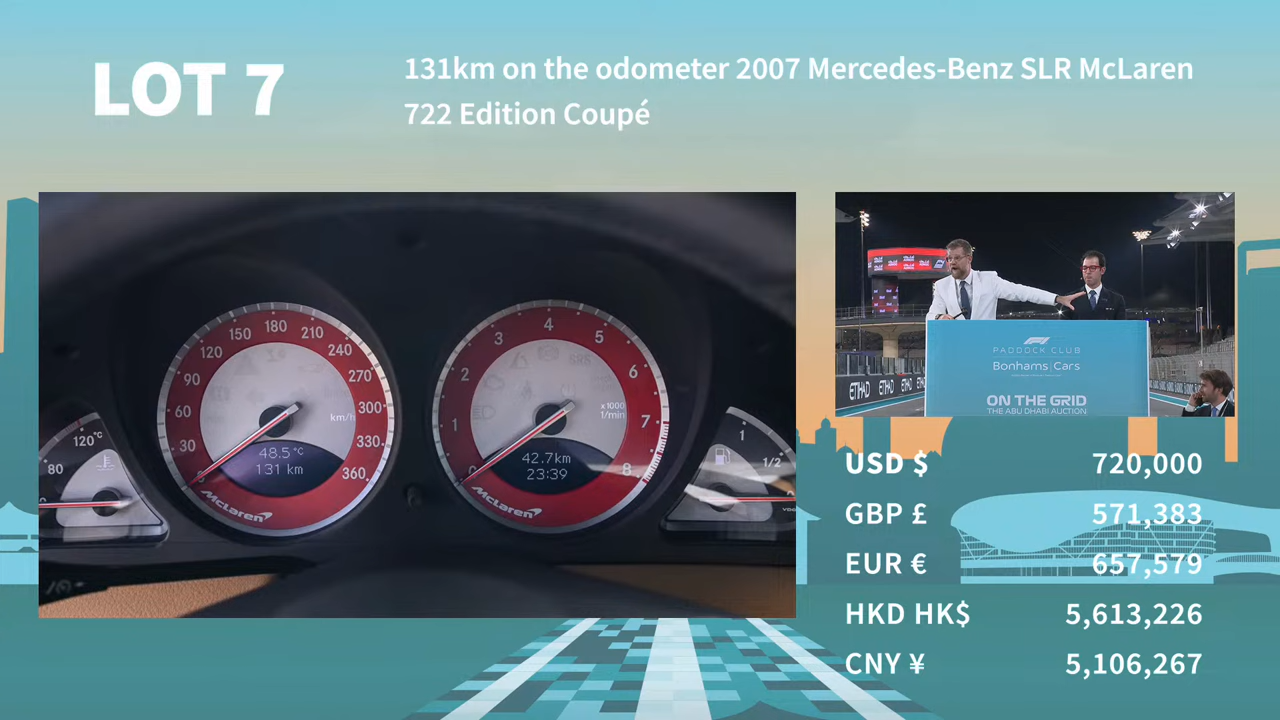 LOT 7
131km on the odometer 2007 Mercedes-Benz SLR McLaren
722 Edition Coupé
30
60
90
120
150
180
210
240
270
300
330
360
km/h
48.5°C
131 km
McLaren
0
1
2
3
4
5
6
7
8
x1000
1/min
42.7km
23:39
McLaren
120°C
80
1
1/2
PADDOCK CLUB
Bonhams|Cars
ON THE GRID
THE ABU DHABI AUCTION
ETIHAD
ETIHAD
ETIHAD
USD $ 720,000
GBP £ 571,383
EUR € 657,579
HKD HK$ 5,613,226
CNY ¥ 5,106,267